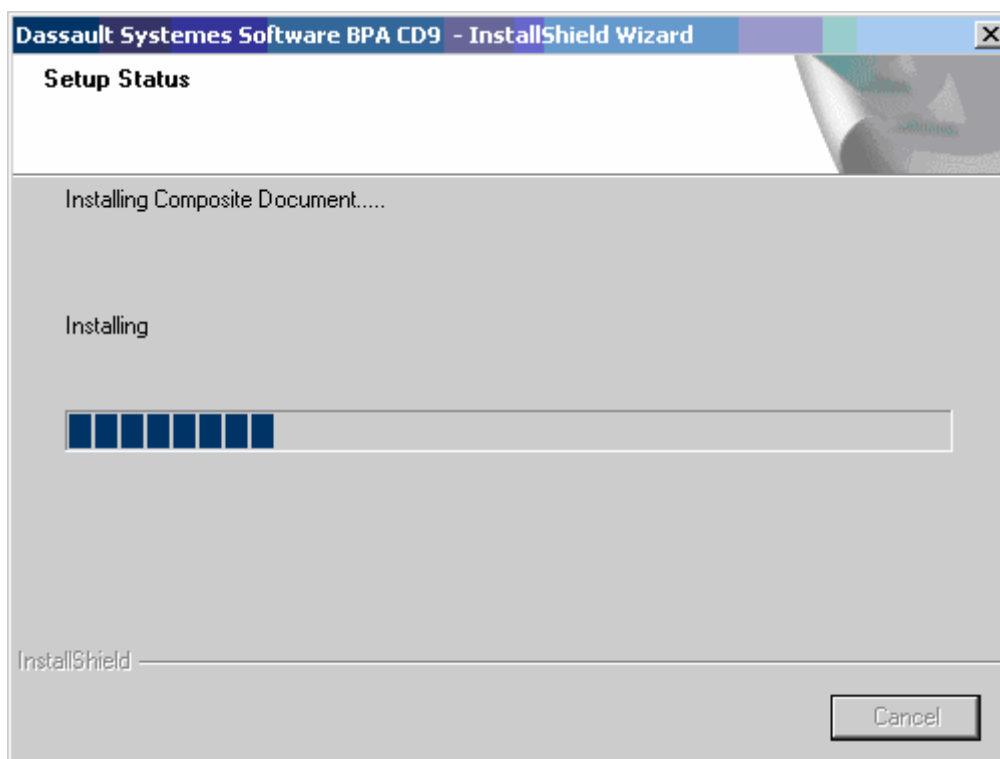 Dassault Systemes Software BPA CD9 - InstallShield Wizard
Setup Status
Installing Composite Document.....
Installing
InstallShield
Cancel